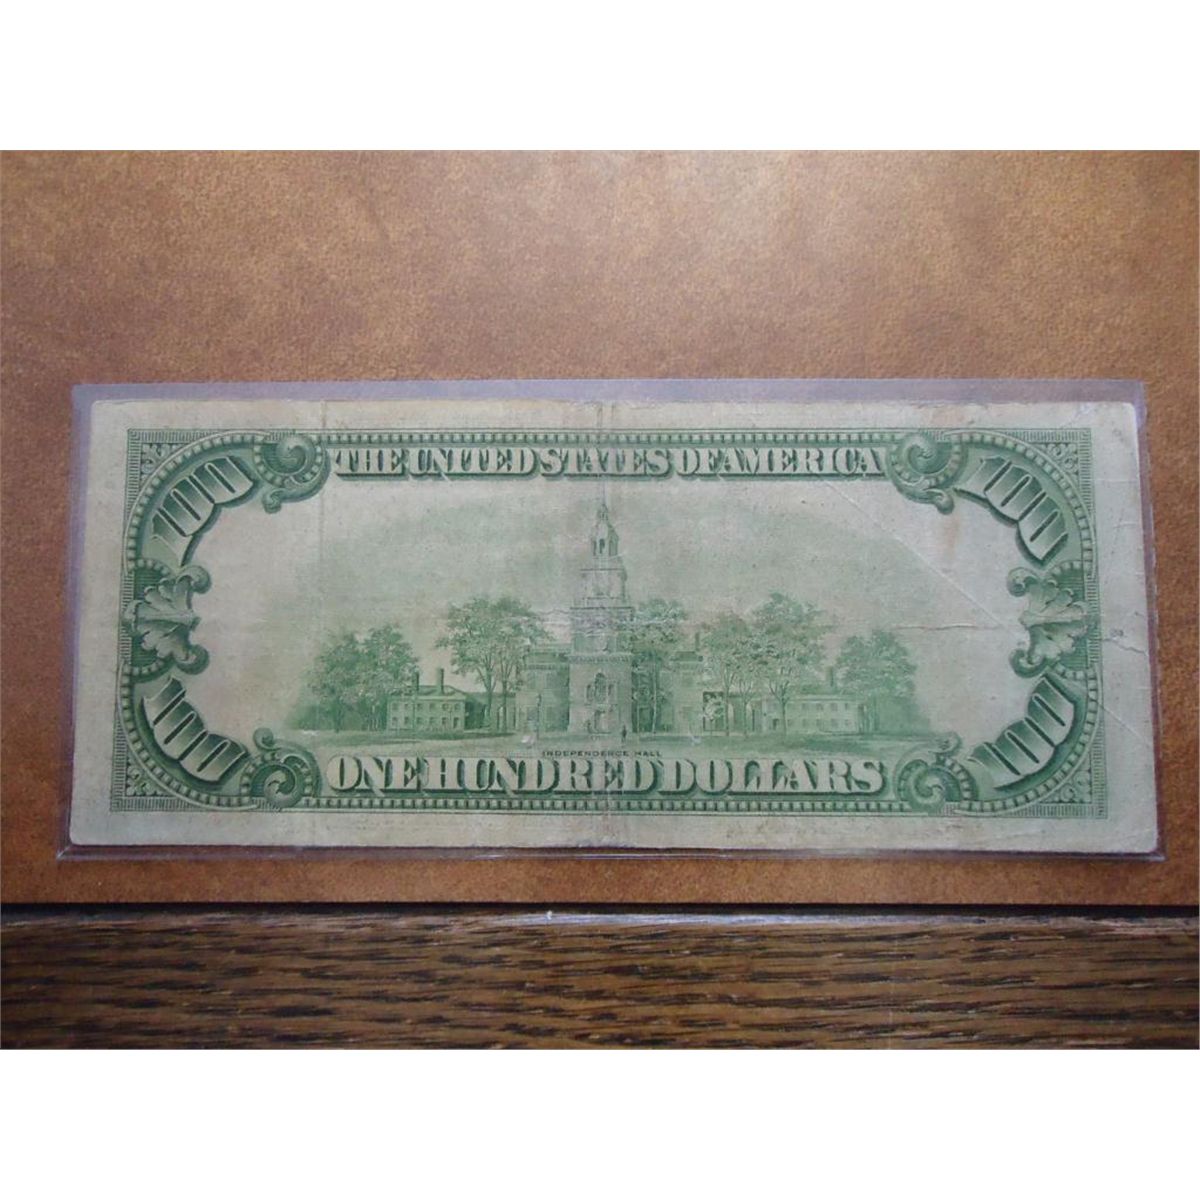 100 THE UNITED STATES OF AMERICA 100
INDEPENDENCE HALL
100 ONE HUNDRED DOLLARS 100